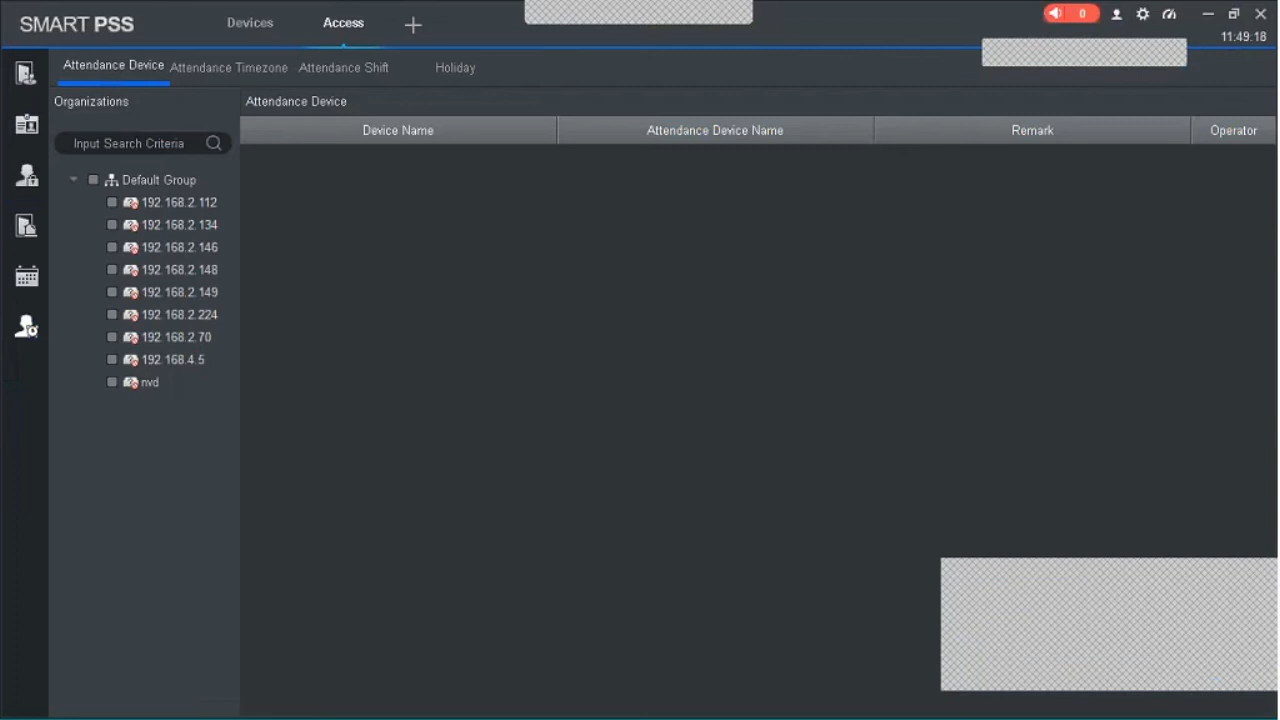 SMART PSS
Devices
Access
0
11:49:18
Attendance Device
Attendance Timezone
Attendance Shift
Holiday
Organizations
Attendance Device
Input Search Criteria
Device Name
Attendance Device Name
Remark
Operator
Default Group
192.168.2.112
192.168.2.134
192.168.2.146
192.168.2.148
192.168.2.149
192.168.2.224
192.168.2.70
192.168.4.5
nvd